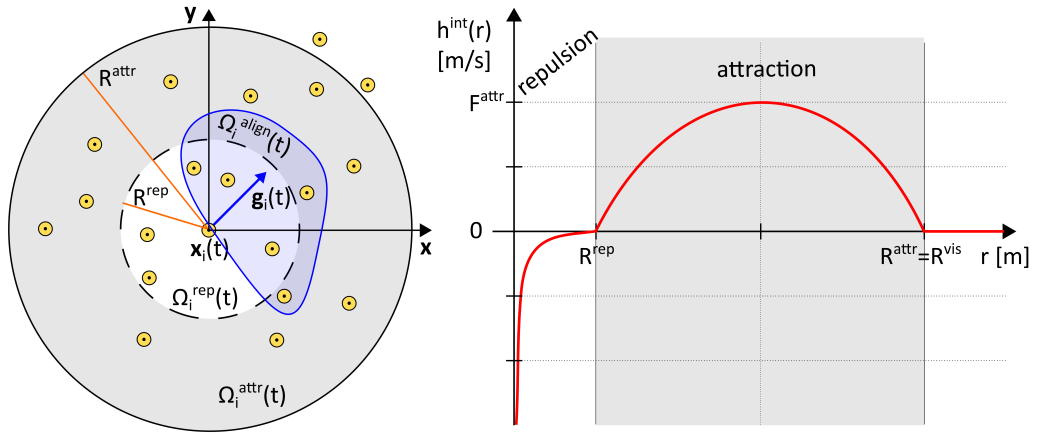 y
R^attr
Ω_i^align(t)
R^rep
g_i(t)
x_i(t)
x
Ω_i^rep(t)
Ω_i^attr(t)
h^int(r)
[m/s]
repulsion
attraction
F^attr
0
R^rep
R^attr=R^vis
r [m]